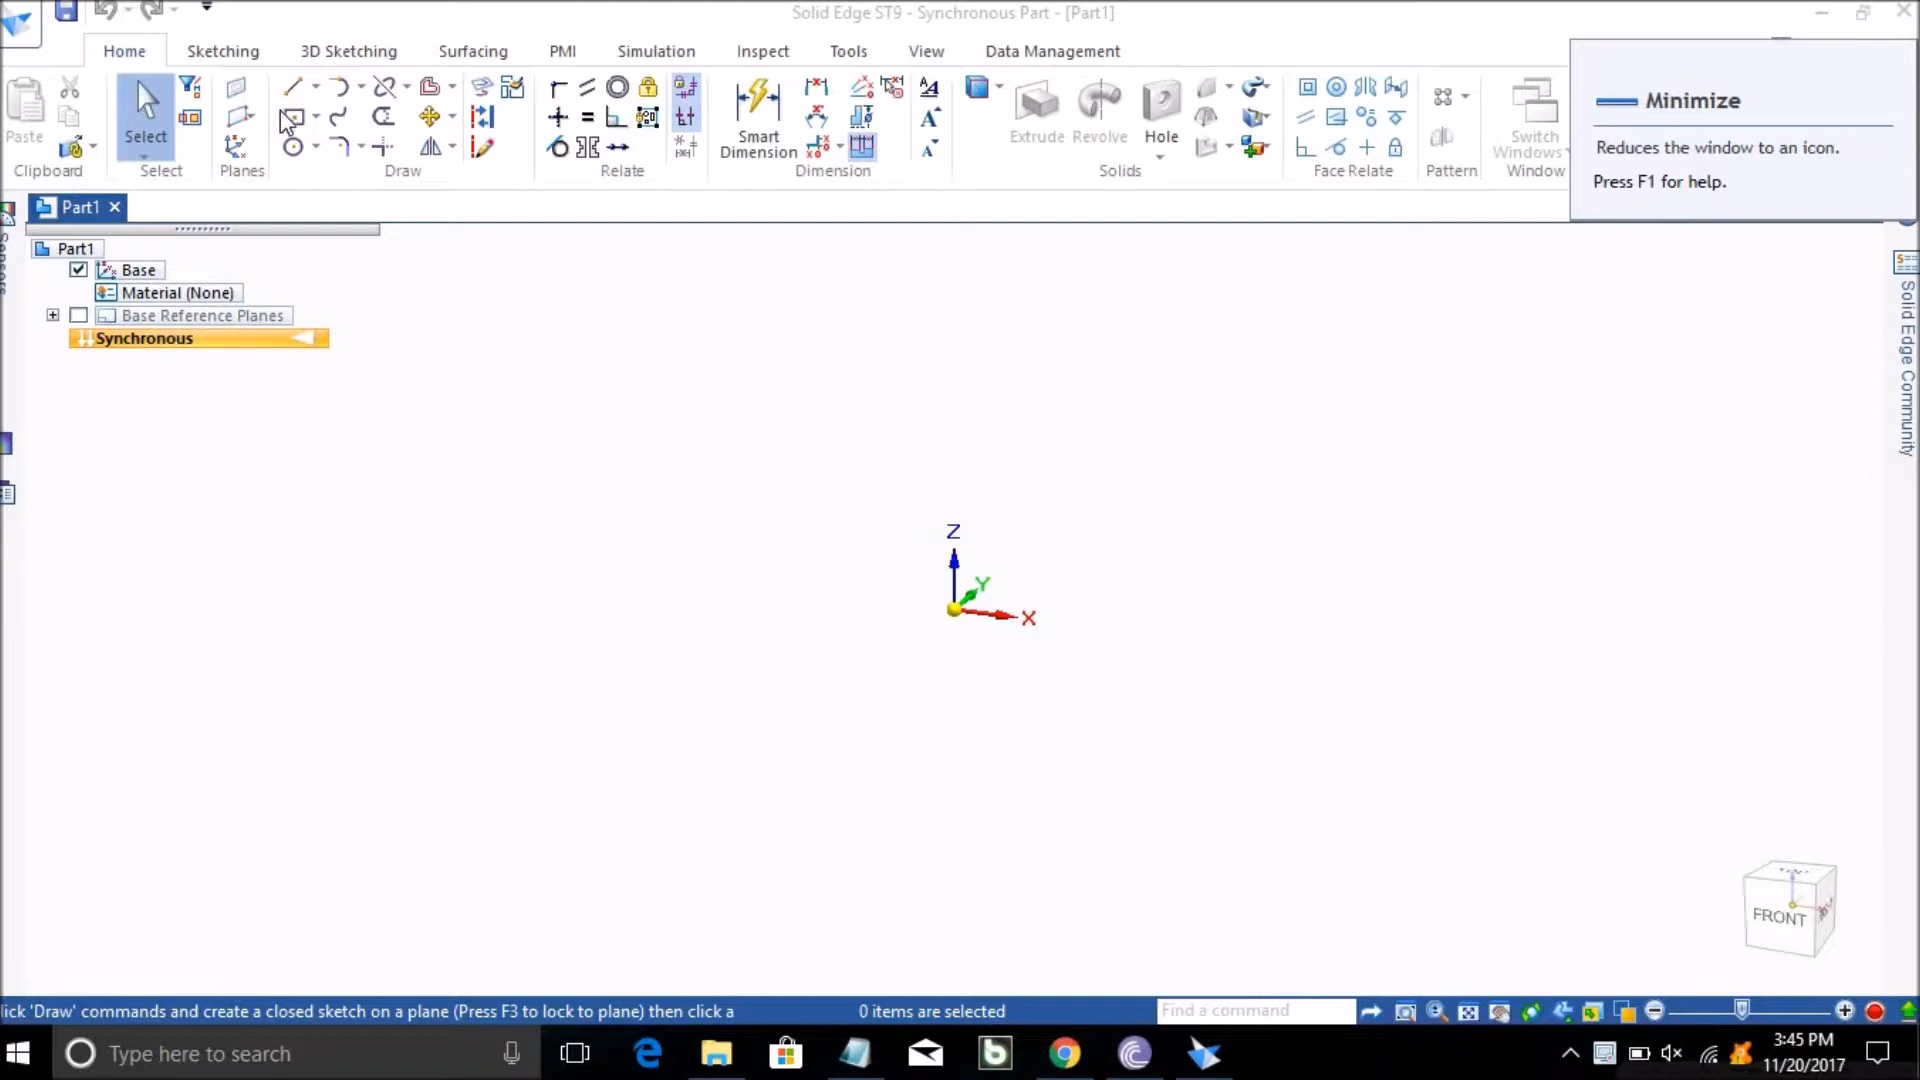 Solid Edge ST9 - Synchronous Part - [Part1]
Home Sketching 3D Sketching Surfacing PMI Simulation Inspect Tools View Data Management
Paste
Select
Smart
Dimension
Extrude Revolve Hole
Switch
Windows
Clipboard Select Planes Draw Relate Dimension Solids Face Relate Pattern Window
Minimize
Reduces the window to an icon.
Press F1 for help.
Part1
Part1
Base
Material (None)
Base Reference Planes
Synchronous
Solid Edge Community
Z
Y
X
FRONT
lick 'Draw' commands and create a closed sketch on a plane (Press F3 to lock to plane) then click a
0 items are selected
Find a command
Type here to search
3:45 PM
11/20/2017